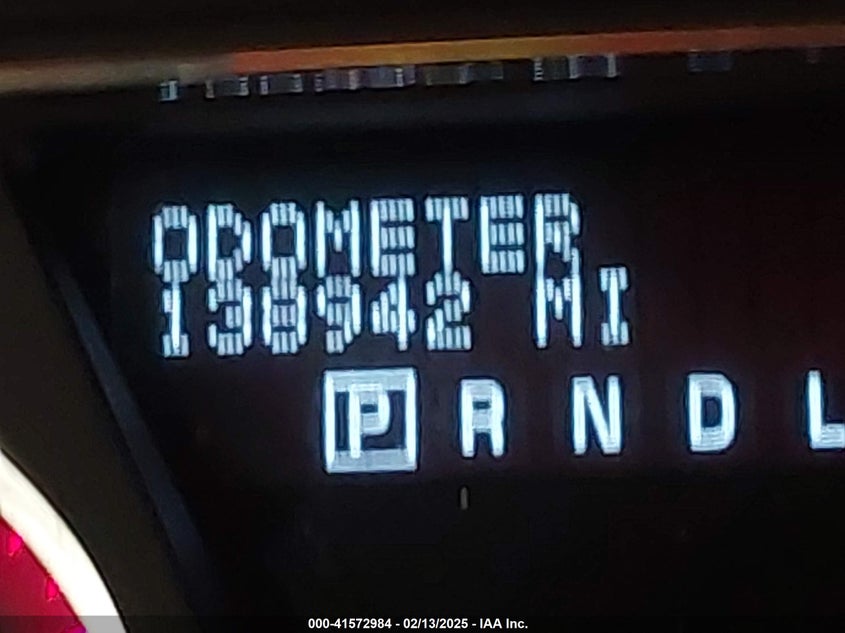 ODOMETER
138942 MI
P R N D L
000-41572984 - 02/13/2025 - IAA Inc.